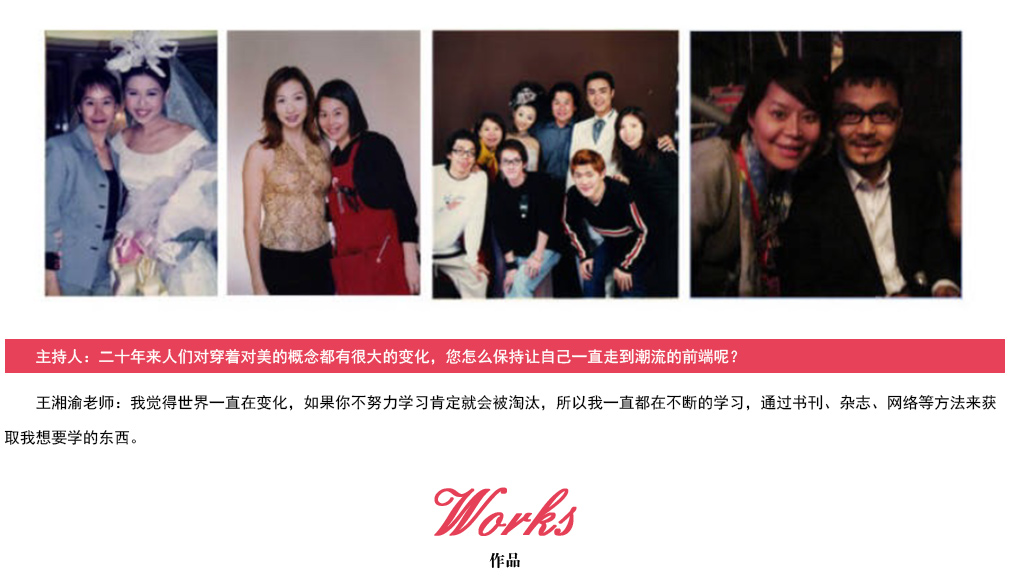 主持人：二十年来人们对穿着对美的概念都有很大的变化，您怎么保持让自己一直走到潮流的前端呢？
王湘渝老师：我觉得世界一直在变化，如果你不努力学习肯定就会被淘汰，所以我一直都在不断的学习，通过书刊、杂志、网络等方法来获
取我想要学的东西。
Works
作品